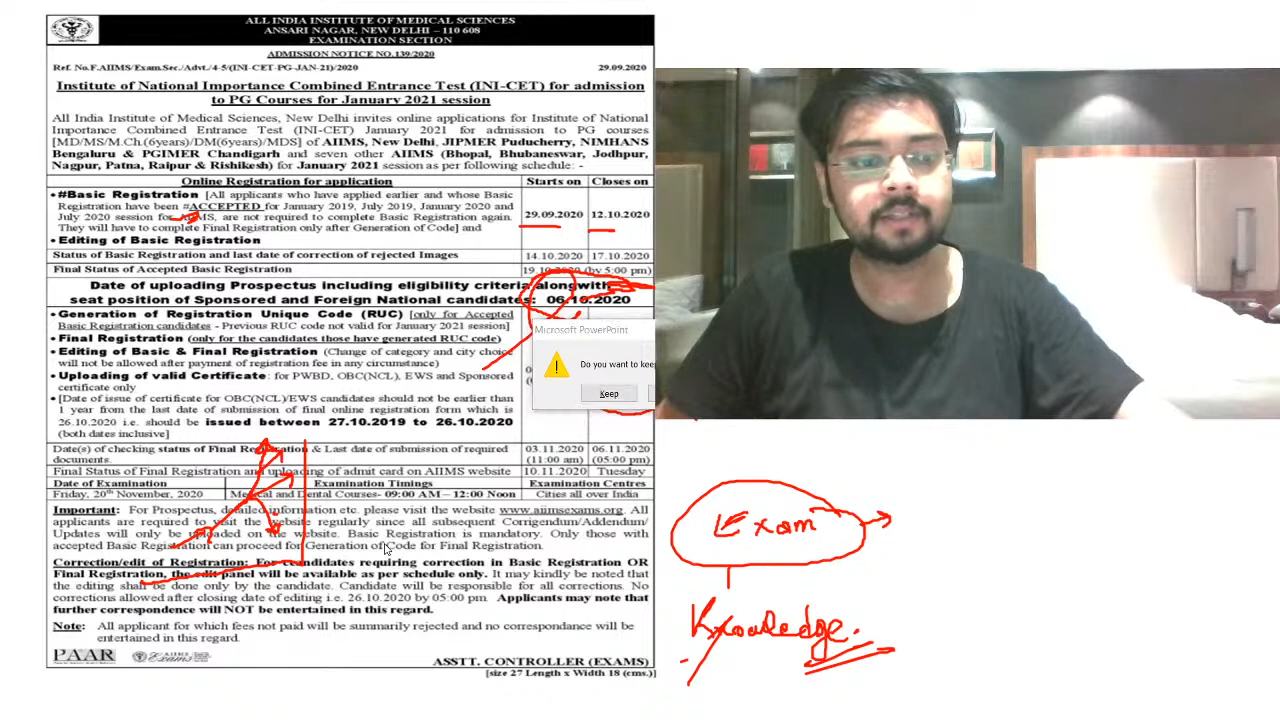 ALL INDIA INSTITUTE OF MEDICAL SCIENCES
ANSARI NAGAR, NEW DELHI – 110 608
EXAMINATION SECTION
ADMISSION NOTICE NO.139/2020
Ref. No.F.AIIMS/Exam.Sec./Advt./4-5/(INI-CET-PG-JAN-21)/2020 29.09.2020
Institute of National Importance Combined Entrance Test (INI-CET) for admission
to PG Courses for January 2021 session
All India Institute of Medical Sciences, New Delhi invites online applications for Institute of National
Importance Combined Entrance Test (INI-CET) January 2021 for admission to PG courses
[MD/MS/M.Ch.(6years)/DM(6years)/MDS] of AIIMS, New Delhi, JIPMER Puducherry, NIMHANS
Bengaluru & PGIMER Chandigarh and seven other AIIMS (Bhopal, Bhubaneswar, Jodhpur,
Nagpur, Patna, Raipur & Rishikesh) for January 2021 session as per following schedule: -
Online Registration for application Starts on Closes on
• #Basic Registration [All applicants who have applied earlier and whose Basic
Registration have been #ACCEPTED for January 2019, July 2019, January 2020 and
July 2020 session for AIIMS, are not required to complete Basic Registration again.
They will have to complete Final Registration only after Generation of Code] and
• Editing of Basic Registration
29.09.2020 12.10.2020
Status of Basic Registration and last date of correction of rejected Images 14.10.2020 17.10.2020
Final Status of Accepted Basic Registration 19.10.2020 (by 5:00 pm)
Date of uploading Prospectus including eligibility criteria alongwith
seat position of Sponsored and Foreign National candidates: 06.10.2020
• Generation of Registration Unique Code (RUC) [only for Accepted
Basic Registration candidates - Previous RUC code not valid for January 2021 session]
• Final Registration (only for the candidates those have generated RUC code)
• Editing of Basic & Final Registration (Change of category and city choice
will not be allowed after payment of registration fee in any circumstance)
• Uploading of valid Certificate: for PWBD, OBC(NCL), EWS and Sponsored
certificate only
• [Date of issue of certificate for OBC(NCL)/EWS candidates should not be earlier than
1 year from the last date of submission of final online registration form which is
26.10.2020 i.e. should be issued between 27.10.2019 to 26.10.2020
(both dates inclusive]
Microsoft PowerPoint
Do you want to keep
Keep
Date(s) of checking status of Final Registration & Last date of submission of required
documents.
03.11.2020 06.11.2020
(11:00 am) (05:00 pm)
Final Status of Final Registration and uploading of admit card on AIIMS website 10.11.2020 Tuesday
Date of Examination Examination Timings Examination Centres
Friday, 20th November, 2020 Medical and Dental Courses- 09:00 AM – 12:00 Noon Cities all over India
Important: For Prospectus, detailed information etc. please visit the website www.aiimsexams.org. All
applicants are required to visit the website regularly since all subsequent Corrigendum/Addendum/
Updates will only be uploaded on the website. Basic Registration is mandatory. Only those with
accepted Basic Registration can proceed for Generation of Code for Final Registration.
Correction/edit of Registration: For candidates requiring correction in Basic Registration OR
Final Registration, the edit panel will be available as per schedule only. It may kindly be noted that
the editing shall be done only by the candidate. Candidate will be responsible for all corrections. No
corrections allowed after closing date of editing i.e. 26.10.2020 by 05:00 pm. Applicants may note that
further correspondence will NOT be entertained in this regard.
Note: All applicant for which fees not paid will be summarily rejected and no correspondence will be
entertained in this regard.
PAAR
ASSTT. CONTROLLER (EXAMS)
[size 27 Length x Width 18 (cms.)]
Exam
Knowledge.